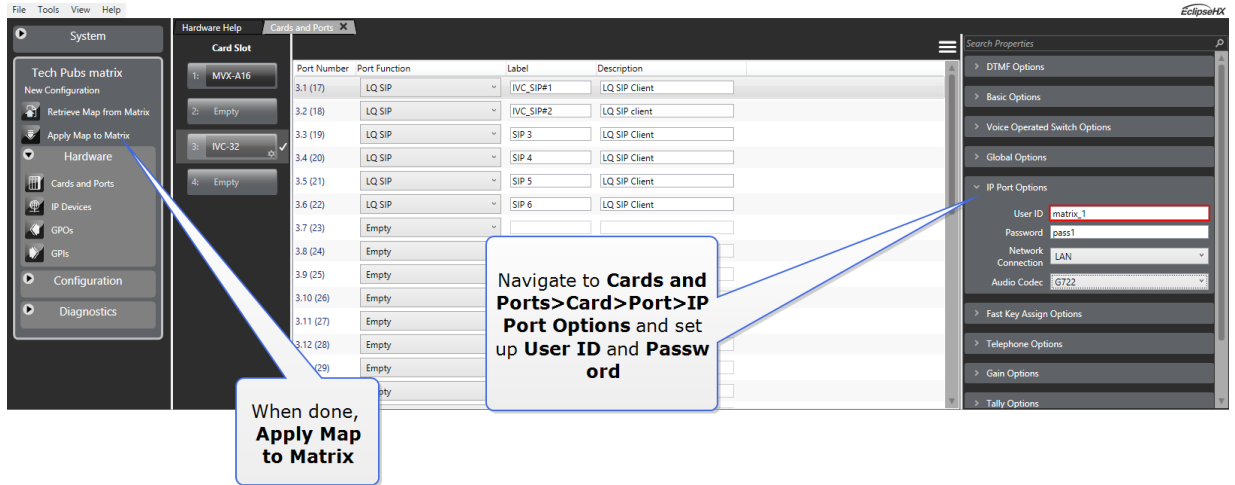 File Tools View Help
EclipseHX
System
Tech Pubs matrix
New Configuration
Retrieve Map from Matrix
Apply Map to Matrix
Hardware
Cards and Ports
IP Devices
GPOs
GPIs
Configuration
Diagnostics
Hardware Help Cards and Ports X
Card Slot
1: MVX-A16
2: Empty
3: IVC-32
4: Empty
Port Number Port Function Label Description
3.1 (17) LQ SIP IVC_SIP#1 LQ SIP Client
3.2 (18) LQ SIP IVC_SIP#2 LQ SIP client
3.3 (19) LQ SIP SIP 3 LQ SIP Client
3.4 (20) LQ SIP SIP 4 LQ SIP Client
3.5 (21) LQ SIP SIP 5 LQ SIP Client
3.6 (22) LQ SIP SIP 6 LQ SIP Client
3.7 (23) Empty
3.8 (24) Empty
3.9 (25) Empty
3.10 (26) Empty
3.11 (27) Empty
3.12 (28) Empty
(29) Empty
Search Properties
DTMF Options
Basic Options
Voice Operated Switch Options
Global Options
IP Port Options
User ID matrix_1
Password pass1
Network
Connection LAN
Audio Codec G722
Fast Key Assign Options
Telephone Options
Gain Options
Tally Options
Navigate to Cards and
Ports>Card>Port>IP
Port Options and set
up User ID and Passw
ord
When done,
Apply Map
to Matrix